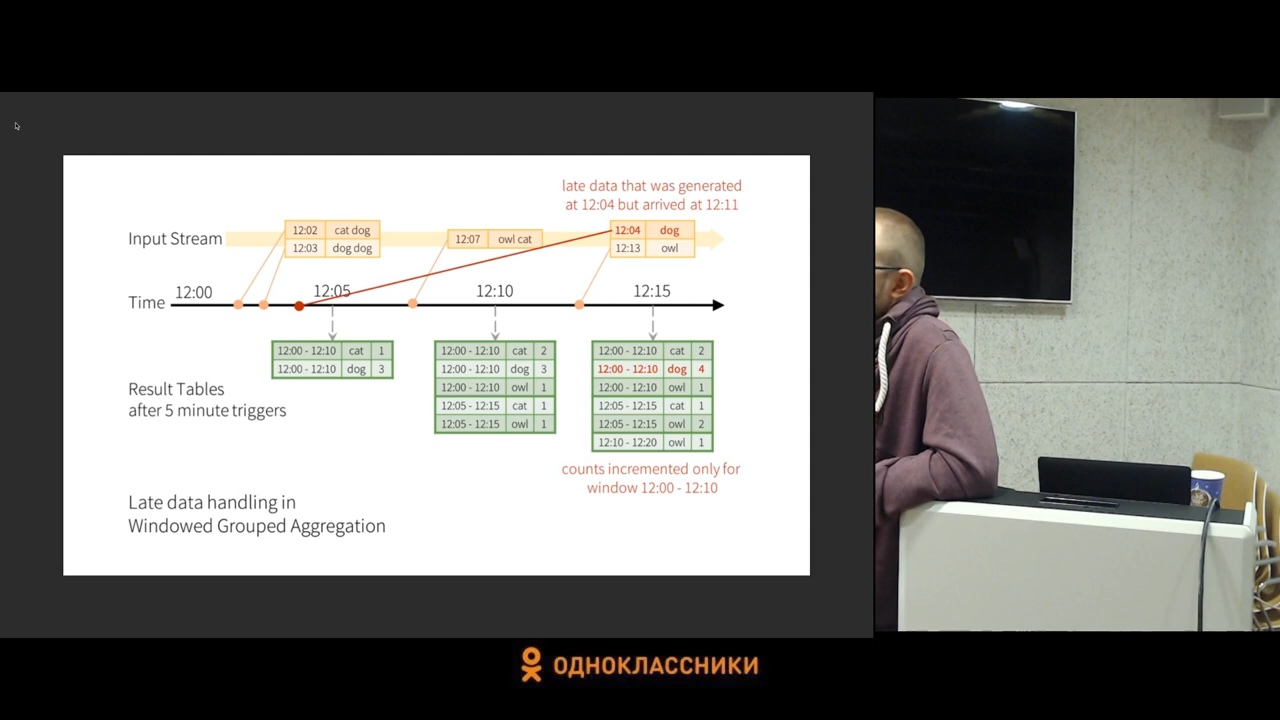 late data that was generated
at 12:04 but arrived at 12:11
Input Stream
12:02 cat dog
12:03 dog dog
12:07 owl cat
12:04 dog
12:13 owl
Time
12:00
12:05
12:10
12:15
12:00 - 12:10 cat 1
12:00 - 12:10 dog 3
12:00 - 12:10 cat 2
12:00 - 12:10 dog 3
12:00 - 12:10 owl 1
12:05 - 12:15 cat 1
12:05 - 12:15 owl 1
12:00 - 12:10 cat 2
12:00 - 12:10 dog 4
12:00 - 12:10 owl 1
12:05 - 12:15 cat 1
12:05 - 12:15 owl 2
12:10 - 12:20 owl 1
Result Tables
after 5 minute triggers
counts incremented only for
window 12:00 - 12:10
Late data handling in
Windowed Grouped Aggregation
ОДНОКЛАССНИКИ